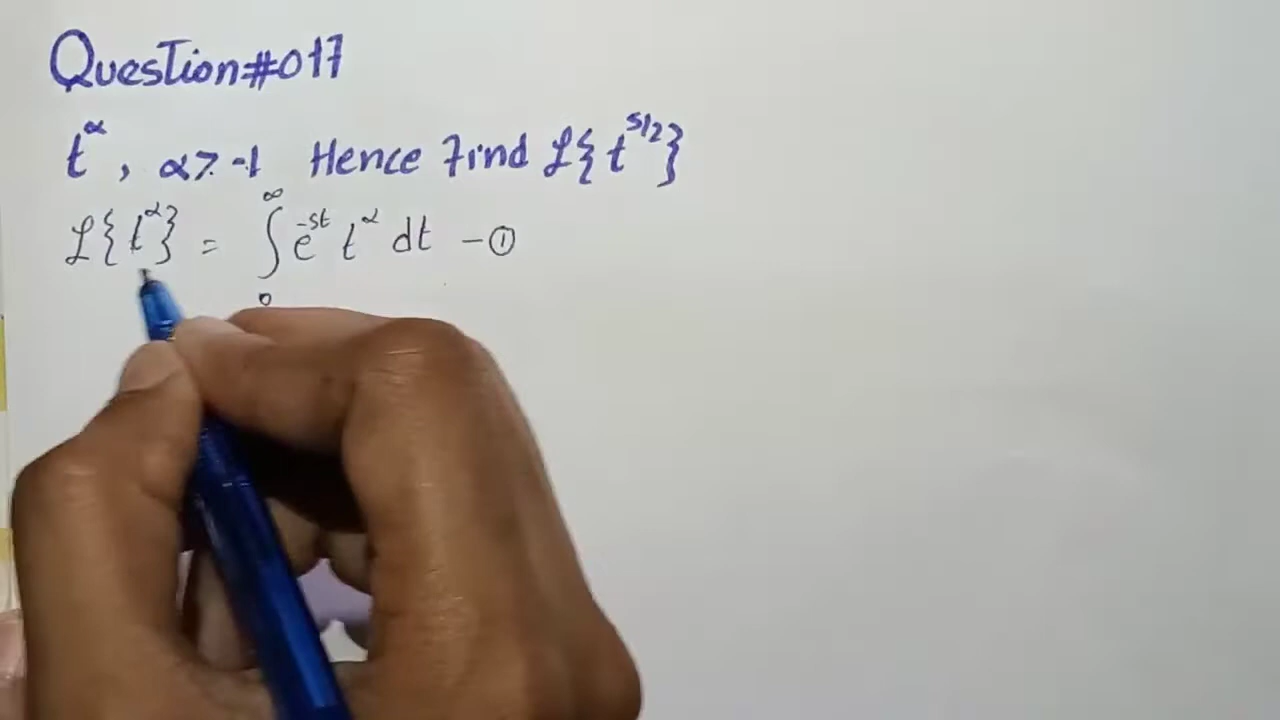 Question#017
t^α , α > -1 Hence Find ℒ{t^5/2}
ℒ{t^α} = ∫₀^∞ e^-st t^α dt - ①